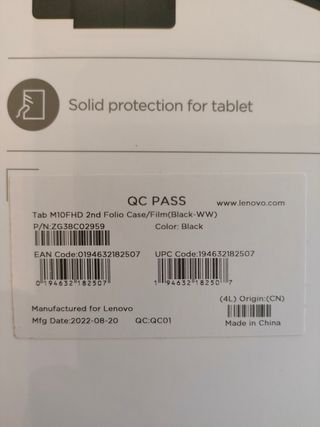 Solid protection for tablet
QC PASS
www.lenovo.com
Tab M10FHD 2nd Folio Case/Film(Black-WW)
P/N:ZG38C02959
Color: Black
EAN Code:0194632182507
UPC Code:194632182507
0 194632 182507
1 94632 18250 7
(4L) Origin:(CN)
Manufactured for Lenovo
Mfg Date:2022-08-20
QC:QC01
Made in China